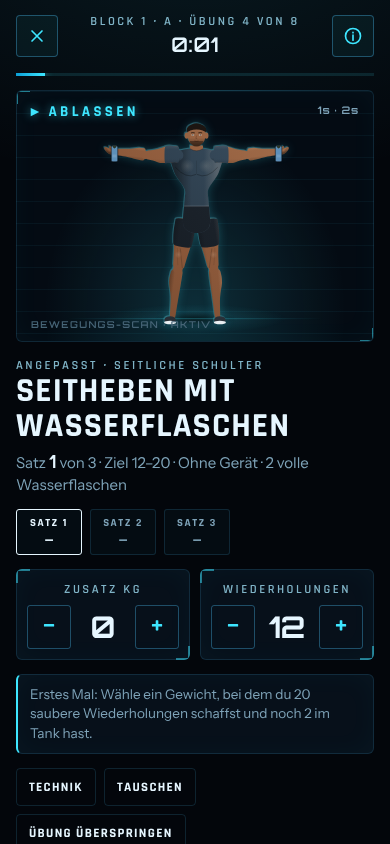 BLOCK 1 · A · ÜBUNG 4 VON 8
0:01
▶ ABLASSEN
1s · 2s
BEWEGUNGS-SCAN · AKTIV
ANGEPASST · SEITLICHE SCHULTER
SEITHEBEN MIT
WASSERFLASCHEN
Satz 1 von 3 · Ziel 12–20 · Ohne Gerät · 2 volle
Wasserflaschen
SATZ 1
–
SATZ 2
–
SATZ 3
–
ZUSATZ KG
− 0 +
WIEDERHOLUNGEN
− 12 +
Erstes Mal: Wähle ein Gewicht, bei dem du 20
saubere Wiederholungen schaffst und noch 2 im
Tank hast.
TECHNIK
TAUSCHEN
ÜBUNG ÜBERSPRINGEN